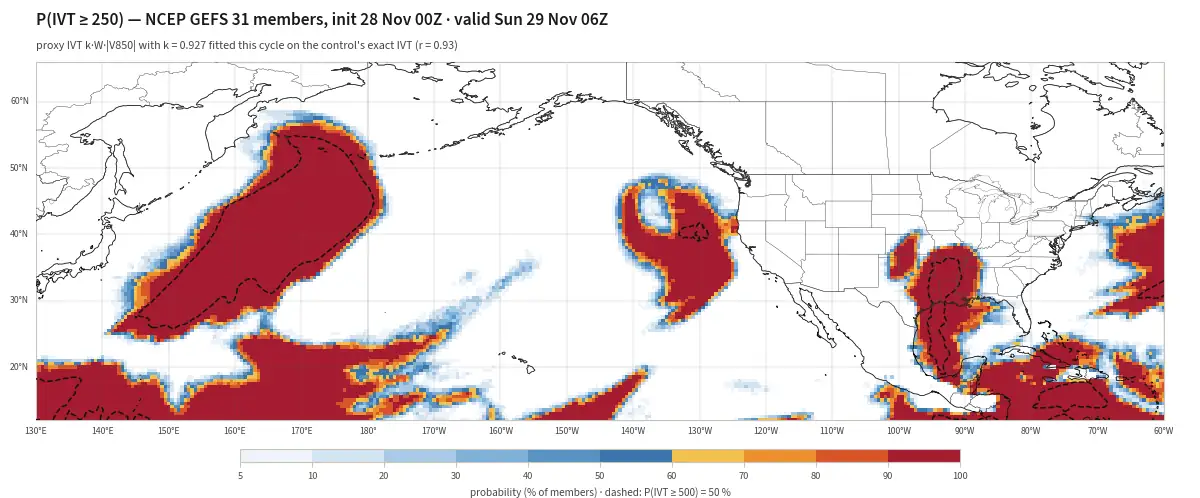 P(IVT ≥ 250) — NCEP GEFS 31 members, init 28 Nov 00Z · valid Sun 29 Nov 06Z
proxy IVT k·W·|V850| with k = 0.927 fitted this cycle on the control's exact IVT (r = 0.93)
60°N
50°N
40°N
30°N
20°N
130°E 140°E 150°E 160°E 170°E 180° 170°W 160°W 150°W 140°W 130°W 120°W 110°W 100°W 90°W 80°W 70°W 60°W
5 10 20 30 40 50 60 70 80 90 100
probability (% of members) · dashed: P(IVT ≥ 500) = 50 %